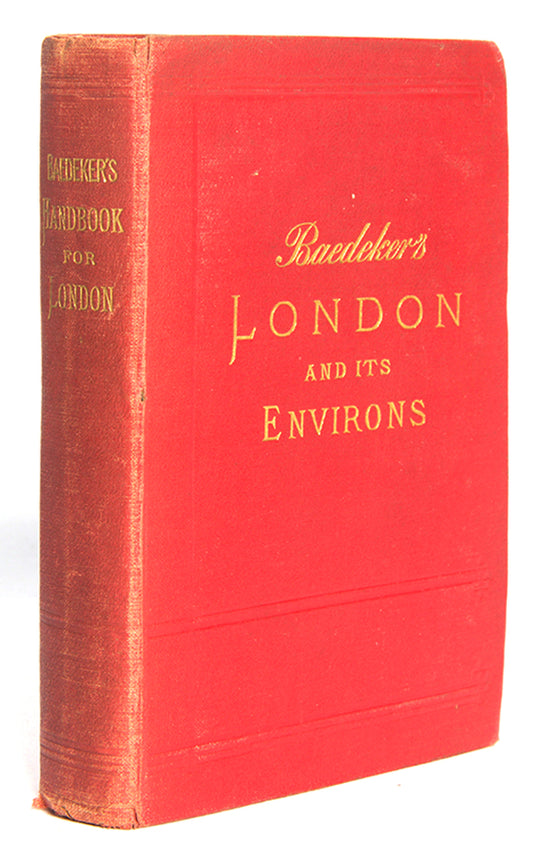 BAEDEKER'S
HANDBOOK
FOR
LONDON
Baedeker's
LONDON
AND ITS
ENVIRONS